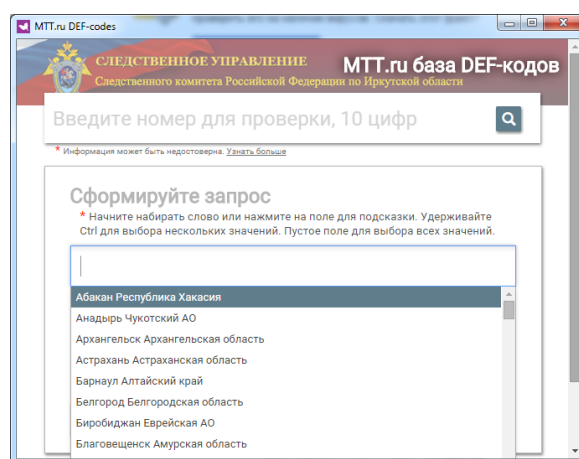 MTT.ru DEF-codes
СЛЕДСТВЕННОЕ УПРАВЛЕНИЕ
Следственного комитета Российской Федерации по Иркутской области
МТТ.ru база DEF-кодов
Введите номер для проверки, 10 цифр
* Информация может быть недостоверна. Узнать больше
Сформируйте запрос
* Начните набирать слово или нажмите на поле для подсказки. Удерживайте
Ctrl для выбора нескольких значений. Пустое поле для выбора всех значений.
Абакан Республика Хакасия
Анадырь Чукотский АО
Архангельск Архангельская область
Астрахань Астраханская область
Барнаул Алтайский край
Белгород Белгородская область
Биробиджан Еврейская АО
Благовещенск Амурская область